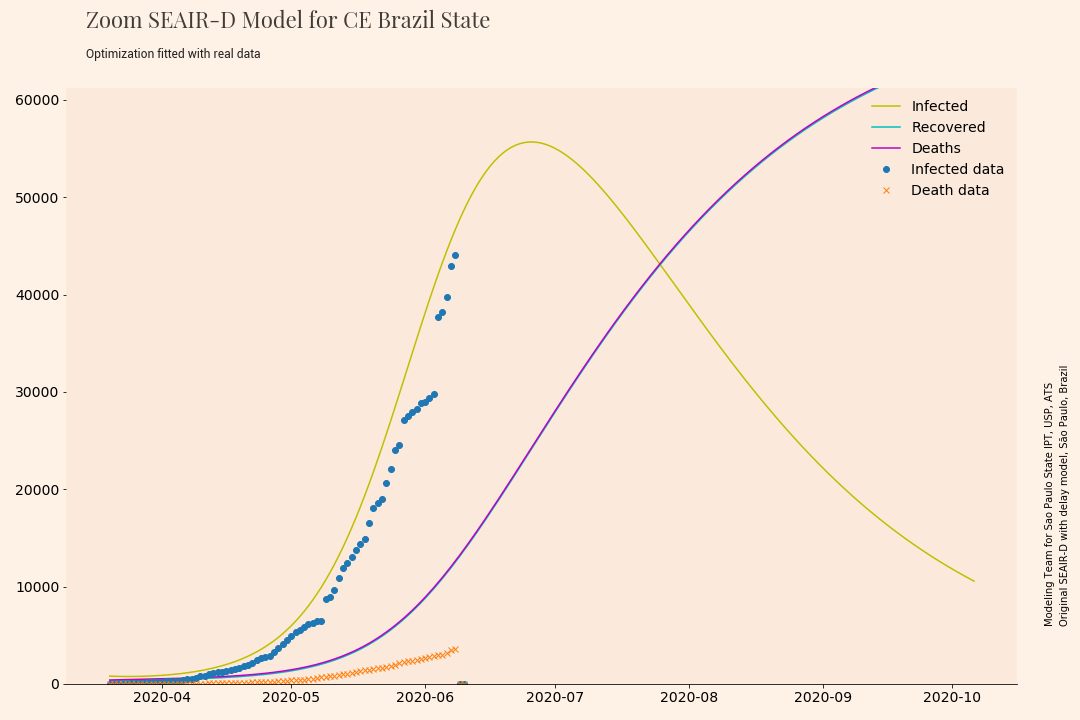 Zoom SEAIR-D Model for CE Brazil State
Optimization fitted with real data
60000
50000
40000
30000
20000
10000
0
Infected
Recovered
Deaths
Infected data
Death data
2020-04
2020-05
2020-06
2020-07
2020-08
2020-09
2020-10
Modeling Team for Sao Paulo State IPT, USP, ATS
Original SEAIR-D with delay model, São Paulo, Brazil